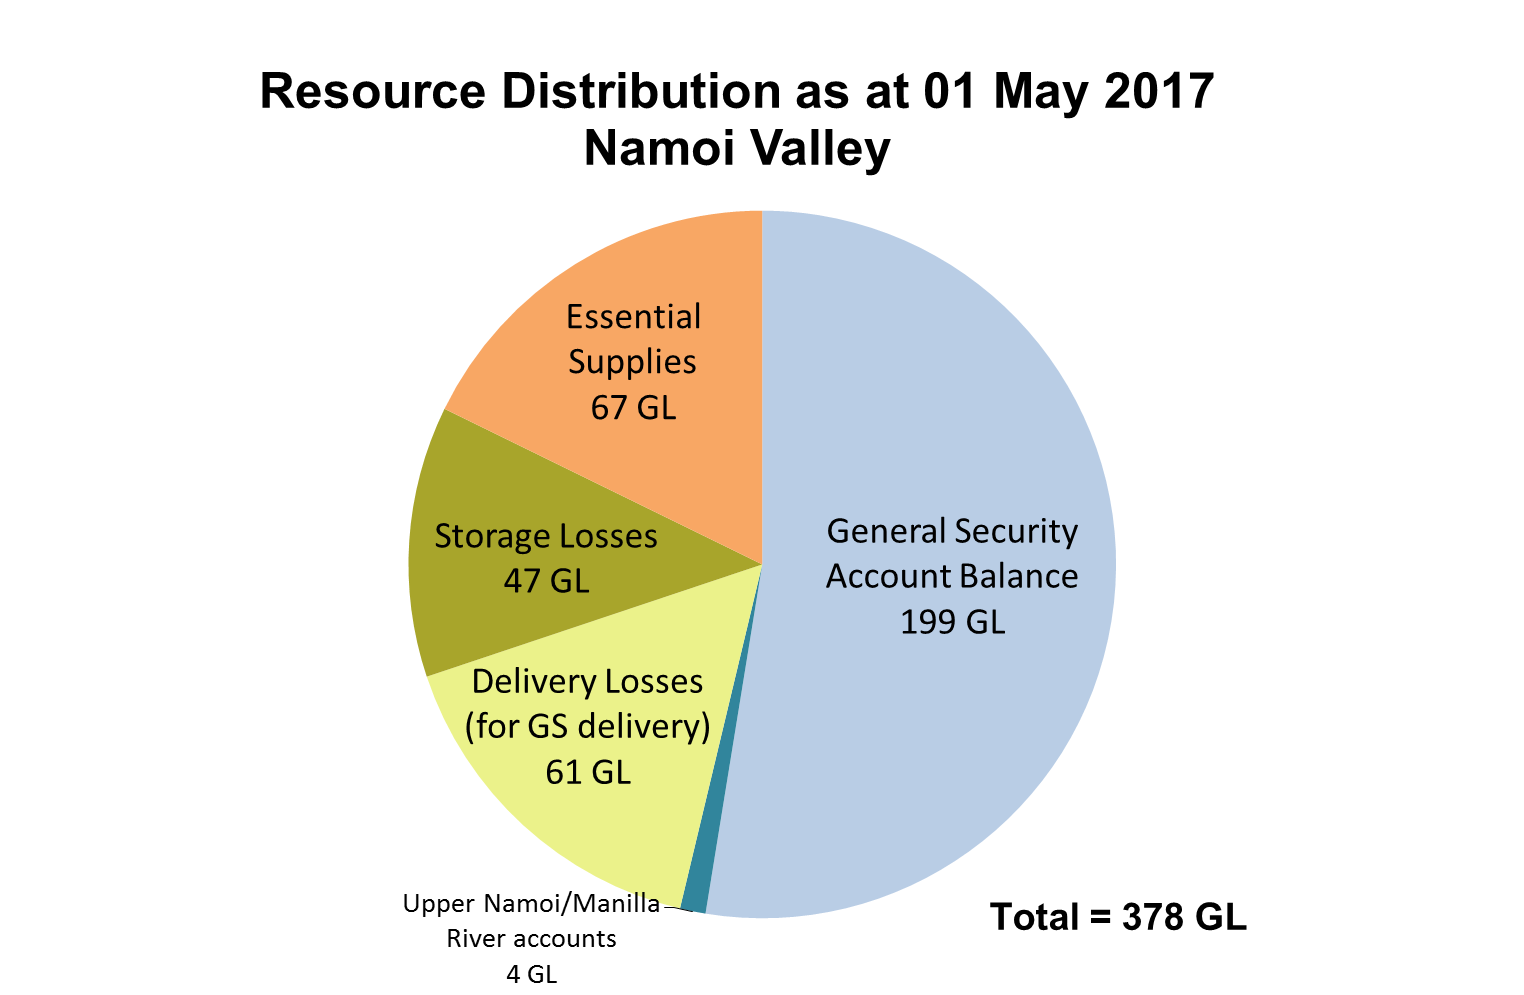 Resource Distribution as at 01 May 2017
Namoi Valley
Essential
Supplies
67 GL
General Security
Account Balance
199 GL
Storage Losses
47 GL
Delivery Losses
(for GS delivery)
61 GL
Upper Namoi/Manilla
River accounts
4 GL
Total = 378 GL